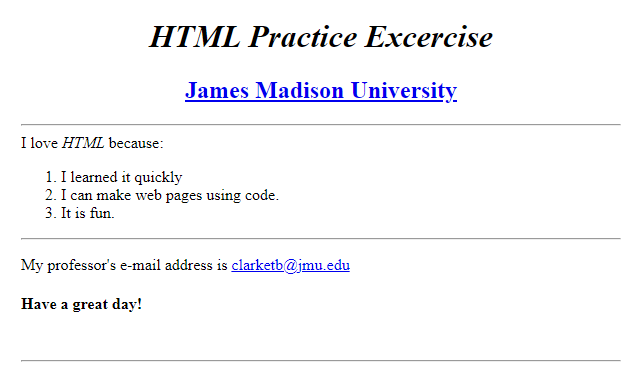 HTML Practice Excercise
James Madison University
I love HTML because:
1. I learned it quickly
2. I can make web pages using code.
3. It is fun.
My professor's e-mail address is clarketb@jmu.edu
Have a great day!